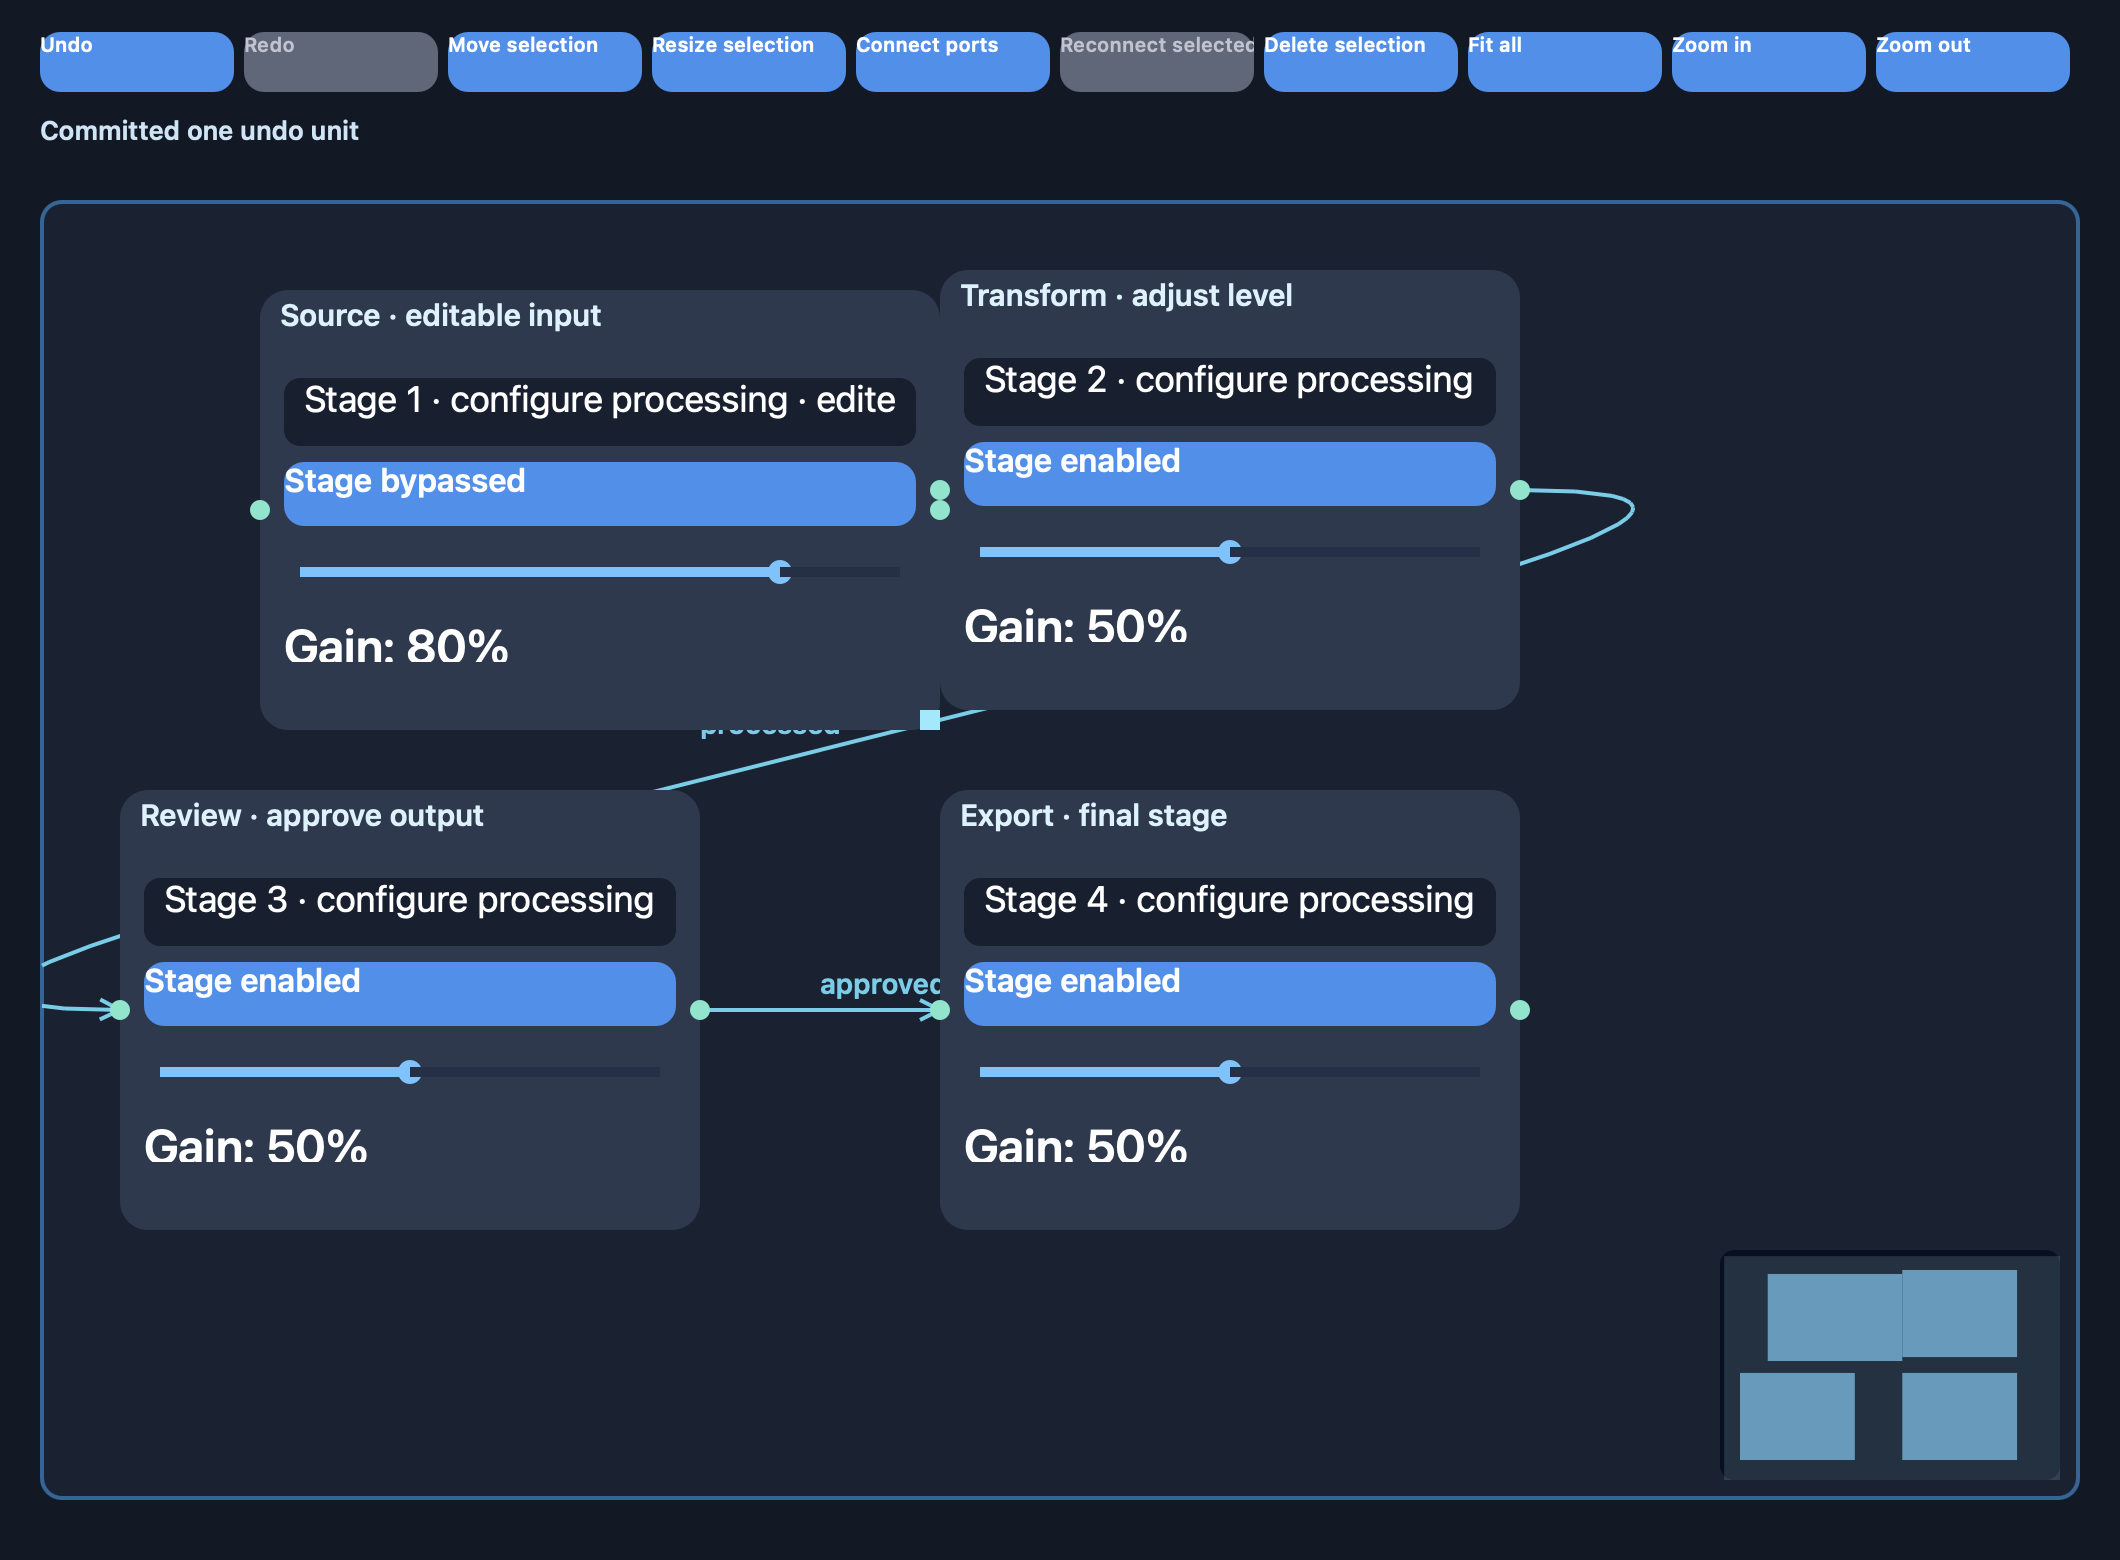 Undo
Redo
Move selection
Resize selection
Connect ports
Reconnect selected
Delete selection
Fit all
Zoom in
Zoom out
Committed one undo unit
Source · editable input
Stage 1 · configure processing · edite
Stage bypassed
Gain: 80%
Transform · adjust level
Stage 2 · configure processing
Stage enabled
Gain: 50%
processed
Review · approve output
Stage 3 · configure processing
Stage enabled
Gain: 50%
approved
Export · final stage
Stage 4 · configure processing
Stage enabled
Gain: 50%